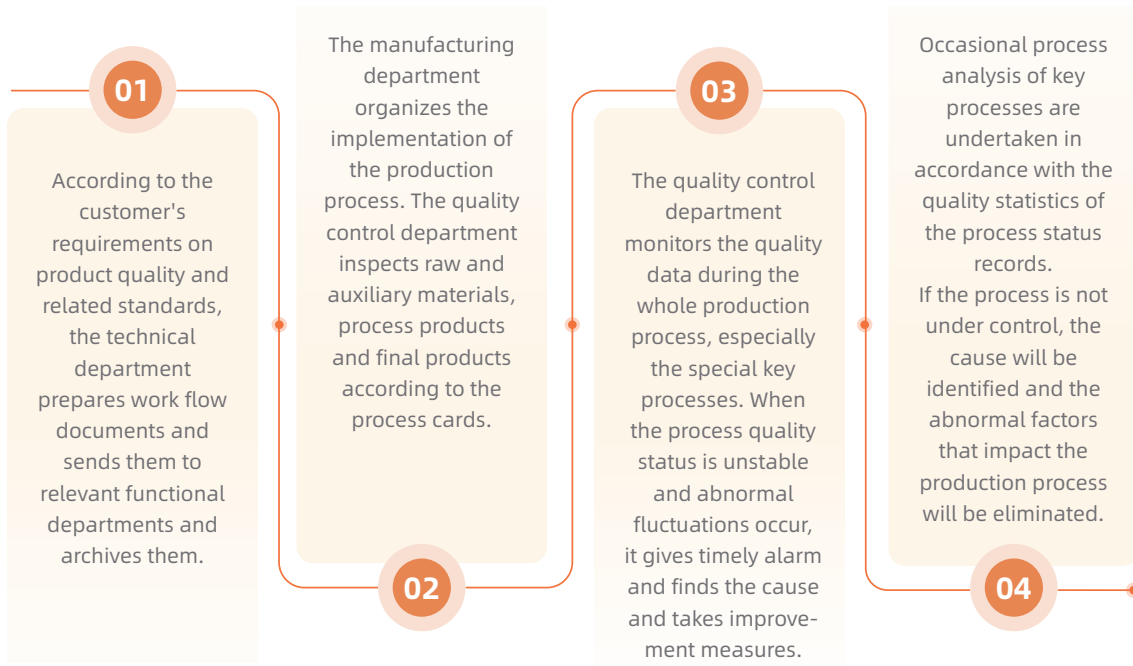 01
According to the
customer's
requirements on
product quality and
related standards,
the technical
department
prepares work flow
documents and
sends them to
relevant functional
departments and
archives them.
The manufacturing
department
organizes the
implementation of
the production
process. The quality
control department
inspects raw and
auxiliary materials,
process products
and final products
according to the
process cards.
02
03
The quality control
department
monitors the quality
data during the
whole production
process, especially
the special key
processes. When
the process quality
status is unstable
and abnormal
fluctuations occur,
it gives timely alarm
and finds the cause
and takes improve-
ment measures.
Occasional process
analysis of key
processes are
undertaken in
accordance with the
quality statistics of
the process status
records.
If the process is not
under control, the
cause will be
identified and the
abnormal factors
that impact the
production process
will be eliminated.
04